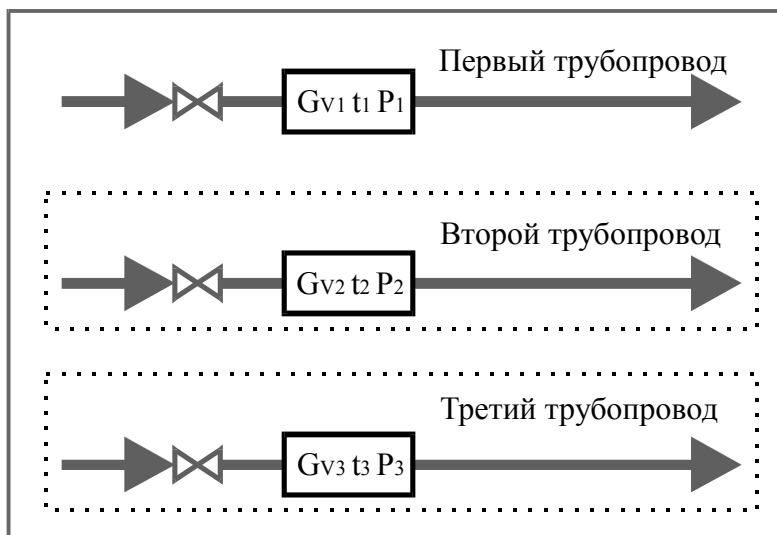 Первый трубопровод
GV1 t1 P1
Второй трубопровод
GV2 t2 P2
Третий трубопровод
GV3 t3 P3